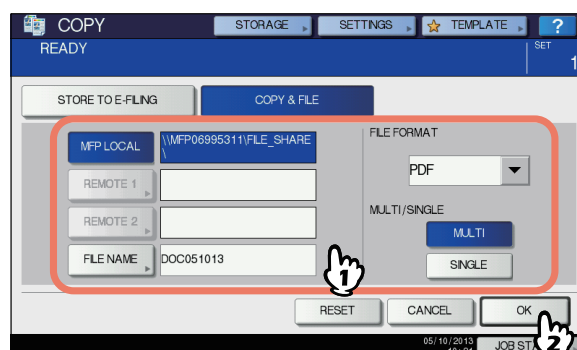 COPY STORAGE SETTINGS TEMPLATE ?
READY SET
1
STORE TO E-FILING COPY & FILE
MFP LOCAL \\MFP06995311\FILE_SHARE
\
FILE FORMAT
PDF
REMOTE 1
REMOTE 2
MULTI/SINGLE
MULTI
FILE NAME DOC051013
SINGLE
1
RESET CANCEL OK
2
05/10/2013
JOB ST